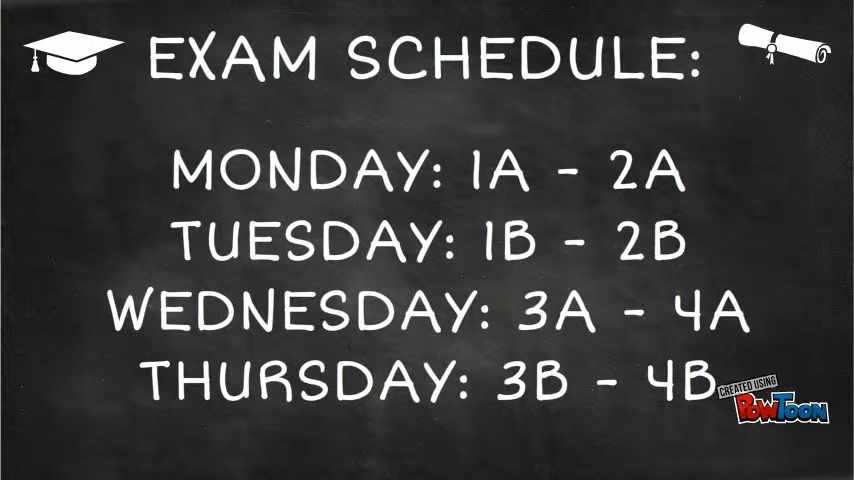 EXAM SCHEDULE:
MONDAY: 1A - 2A
TUESDAY: 1B - 2B
WEDNESDAY: 3A - 4A
THURSDAY: 3B - 4B
CREATED USING
POWTOON